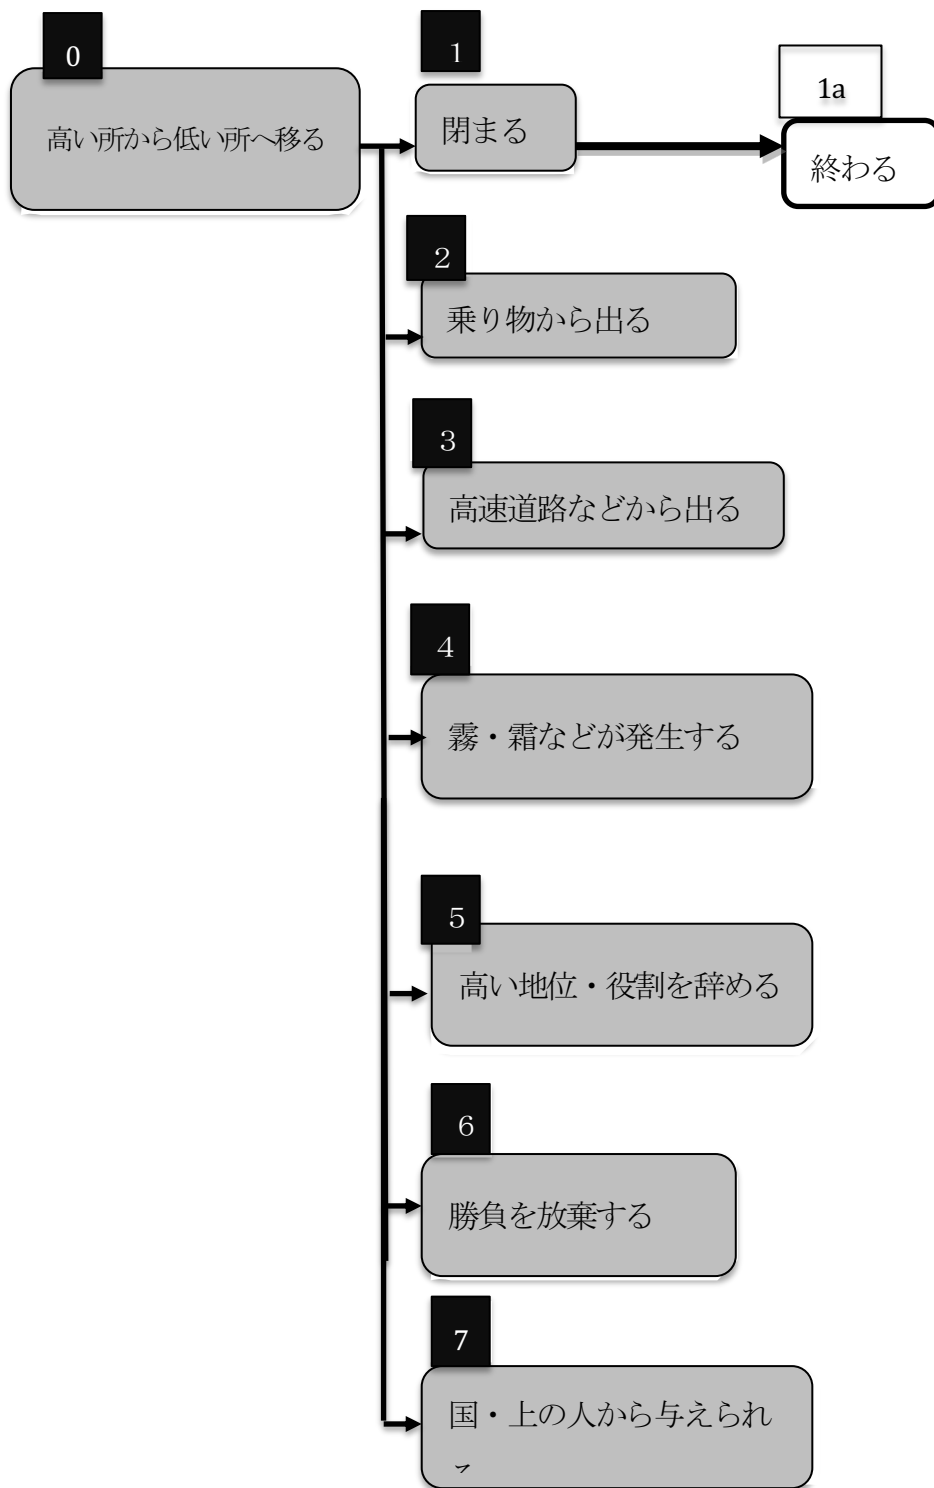 0
高い所から低い所へ移る
1
閉まる
1a
終わる
2
乗り物から出る
3
高速道路などから出る
4
霧・霜などが発生する
5
高い地位・役割を辞める
6
勝負を放棄する
7
国・上の人から与えられ